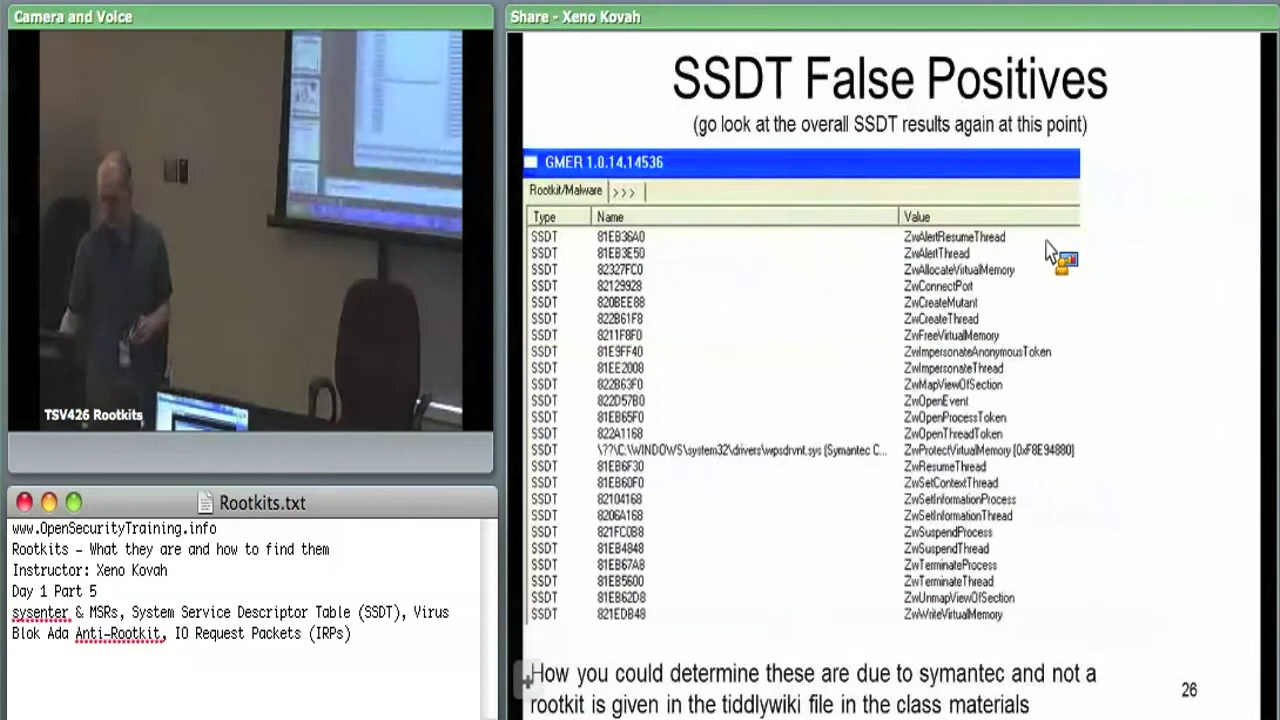 Camera and Voice
TSV426 Rootkits
Rootkits.txt
www.OpenSecurityTraining.info
Rootkits - What they are and how to find them
Instructor: Xeno Kovah
Day 1 Part 5
sysenter & MSRs, System Service Descriptor Table (SSDT), Virus
Blok Ada Anti-Rootkit, IO Request Packets (IRPs)
Share - Xeno Kovah
SSDT False Positives
(go look at the overall SSDT results again at this point)
GMER 1.0.14.14536
Rootkit/Malware >>>
Type Name Value
SSDT 81EB36A0 ZwAlertResumeThread
SSDT 81EB3E50 ZwAlertThread
SSDT 82327FC0 ZwAllocateVirtualMemory
SSDT 82129928 ZwConnectPort
SSDT 820BEE88 ZwCreateMutant
SSDT 822B61F8 ZwCreateThread
SSDT 8211F8F0 ZwFreeVirtualMemory
SSDT 81E9FF40 ZwImpersonateAnonymousToken
SSDT 81EE2008 ZwImpersonateThread
SSDT 822B63F0 ZwMapViewOfSection
SSDT 822D57B0 ZwOpenEvent
SSDT 81EB65F0 ZwOpenProcessToken
SSDT 822A1168 ZwOpenThreadToken
SSDT \??\C:\WINDOWS\system32\drivers\wpsdrvnt.sys (Symantec C... ZwProtectVirtualMemory [0xF8E94880]
SSDT 81EB6F30 ZwResumeThread
SSDT 81EB60F0 ZwSetContextThread
SSDT 82104168 ZwSetInformationProcess
SSDT 8206A168 ZwSetInformationThread
SSDT 821FC0B8 ZwSuspendProcess
SSDT 81EB4848 ZwSuspendThread
SSDT 81EB67A8 ZwTerminateProcess
SSDT 81EB5600 ZwTerminateThread
SSDT 81EB62D8 ZwUnmapViewOfSection
SSDT 821EDB48 ZwWriteVirtualMemory
How you could determine these are due to symantec and not a
rootkit is given in the tiddlywiki file in the class materials
26